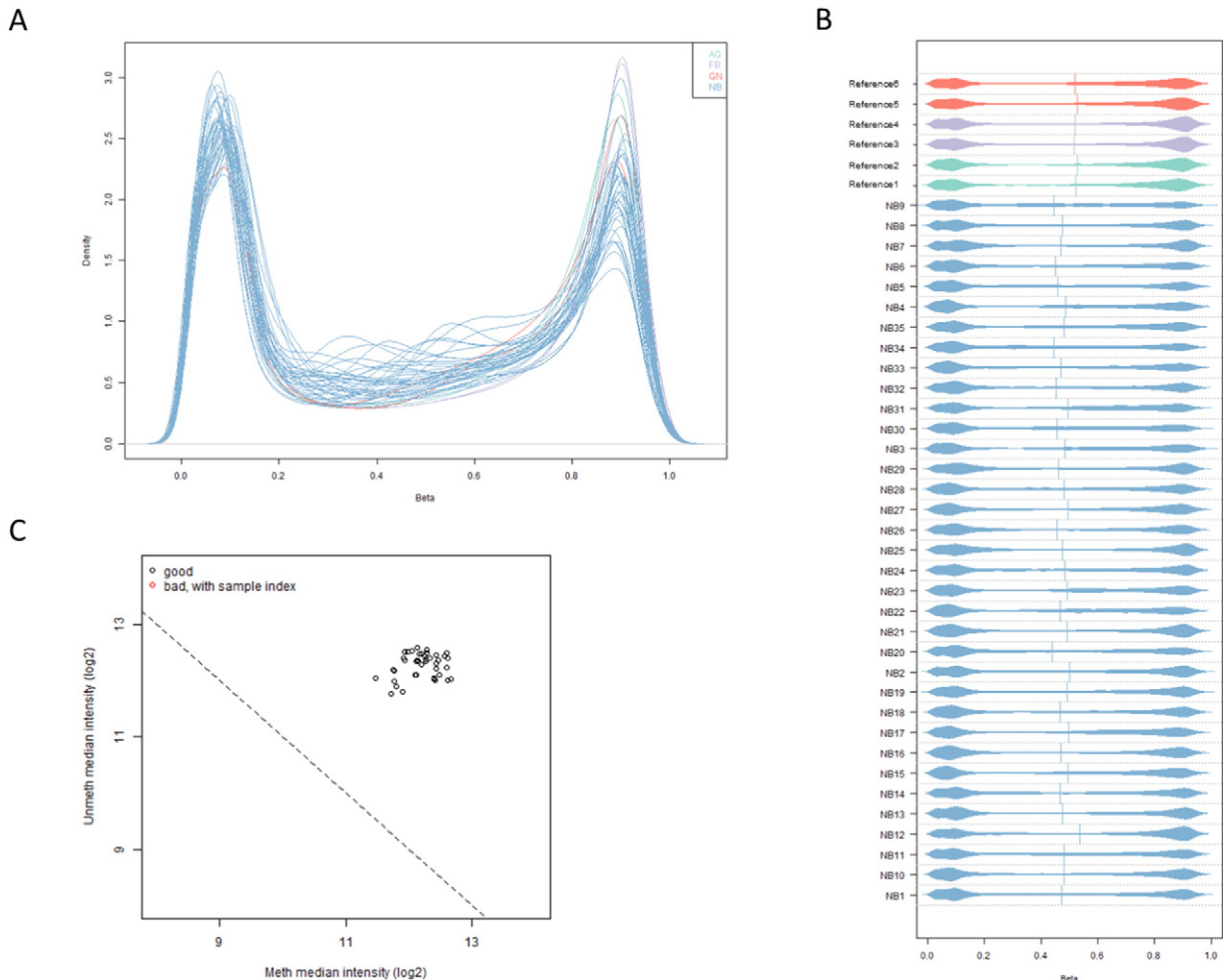 A
AG
FB
GN
NB
3.0
2.5
2.0
1.5
1.0
0.5
0.0
Density
0.0 0.2 0.4 0.6 0.8 1.0
Beta
B
Reference6
Reference5
Reference4
Reference3
Reference2
Reference1
NB9
NB8
NB7
NB6
NB5
NB4
NB35
NB34
NB33
NB32
NB31
NB30
NB3
NB29
NB28
NB27
NB26
NB25
NB24
NB23
NB22
NB21
NB20
NB2
NB19
NB18
NB17
NB16
NB15
NB14
NB13
NB12
NB11
NB10
NB1
0.0 0.2 0.4 0.6 0.8 1.0
Beta
C
good
bad, with sample index
13
11
9
Unmeth median intensity (log2)
9 11 13
Meth median intensity (log2)